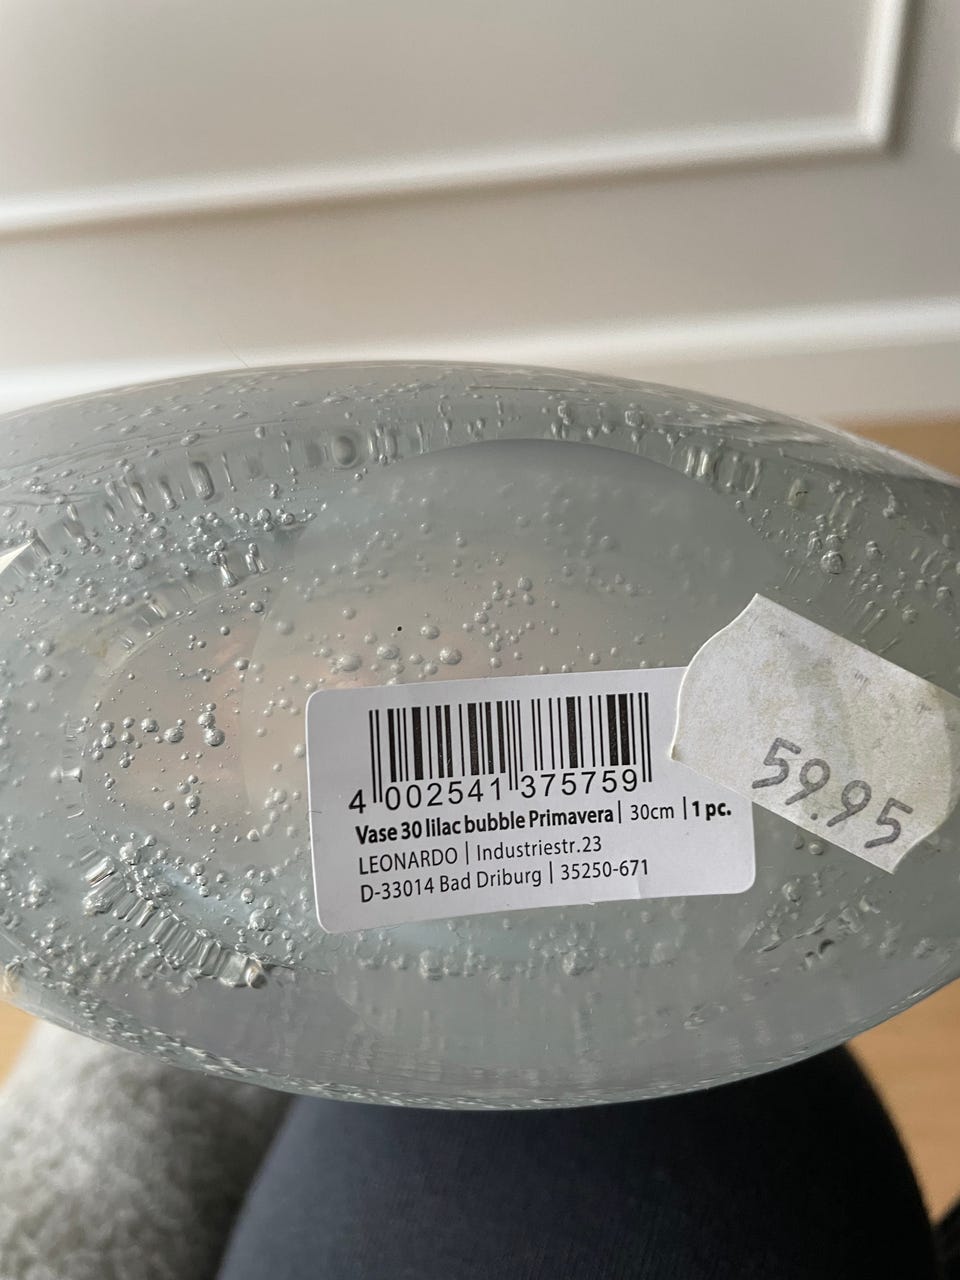 4 002541 375759
Vase 30 lilac bubble Primavera | 30cm | 1 pc.
LEONARDO | Industriestr.23
D-33014 Bad Driburg | 35250-671
59.95